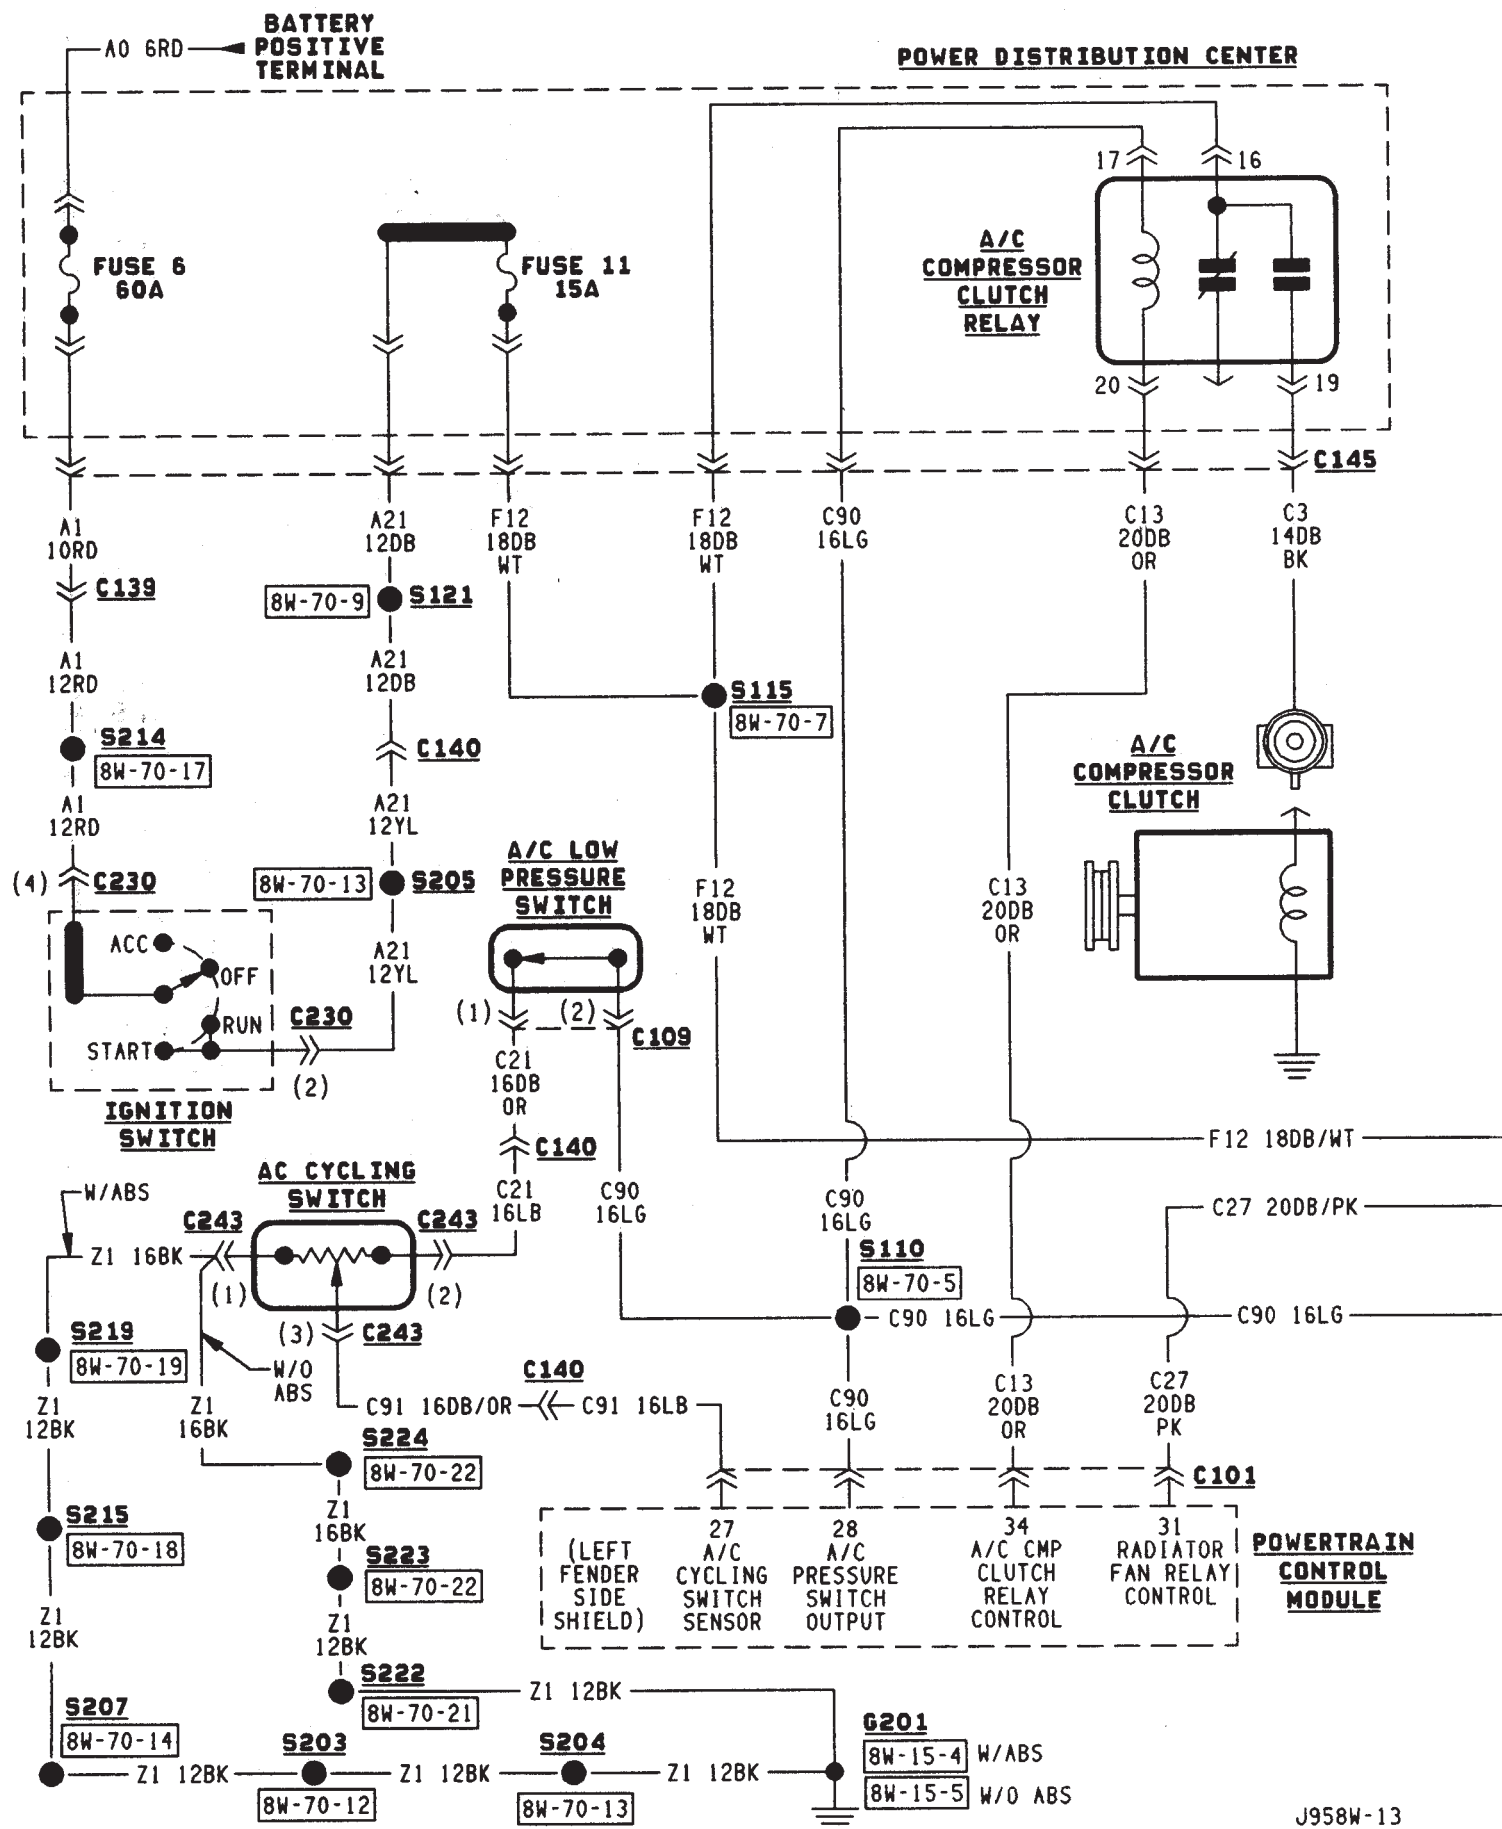 BATTERY
POSITIVE
TERMINAL
A0 6RD
POWER DISTRIBUTION CENTER
17
16
A/C
COMPRESSOR
CLUTCH
RELAY
FUSE 6
60A
FUSE 11
15A
20
19
C145
A1
10RD
A21
12DB
F12
18DB
WT
F12
18DB
WT
C90
16LG
C13
20DB
OR
C3
14DB
BK
C139
8W-70-9
S121
A1
12RD
A21
12DB
S115
8W-70-7
S214
8W-70-17
C140
A/C
COMPRESSOR
CLUTCH
A1
12RD
A21
12YL
(4)
C230
8W-70-13
S205
A/C LOW
PRESSURE
SWITCH
F12
18DB
WT
C13
20DB
OR
ACC
OFF
RUN
START
A21
12YL
C230
(2)
(1)
(2)
C109
IGNITION
SWITCH
C21
16DB
OR
C140
F12 18DB/WT
AC CYCLING
SWITCH
W/ABS
C243
C243
C21
16LB
C90
16LG
C90
16LG
C27 20DB/PK
Z1 16BK
(1)
(2)
S110
8W-70-5
C90 16LG
C90 16LG
S219
8W-70-19
(3)
C243
W/O
ABS
C140
Z1
12BK
Z1
16BK
C91 16DB/OR
C91 16LB
C90
16LG
C13
20DB
OR
C27
20DB
PK
S224
8W-70-22
C101
S215
8W-70-18
Z1
16BK
S223
8W-70-22
(LEFT
FENDER
SIDE
SHIELD)
27
A/C
CYCLING
SWITCH
SENSOR
28
A/C
PRESSURE
SWITCH
OUTPUT
34
A/C CMP
CLUTCH
RELAY
CONTROL
31
RADIATOR
FAN RELAY
CONTROL
POWERTRAIN
CONTROL
MODULE
Z1
12BK
Z1
12BK
S222
8W-70-21
Z1 12BK
S207
8W-70-14
S203
8W-70-12
S204
8W-70-13
Z1 12BK
Z1 12BK
Z1 12BK
G201
8W-15-4 W/ABS
8W-15-5 W/O ABS
J958W-13